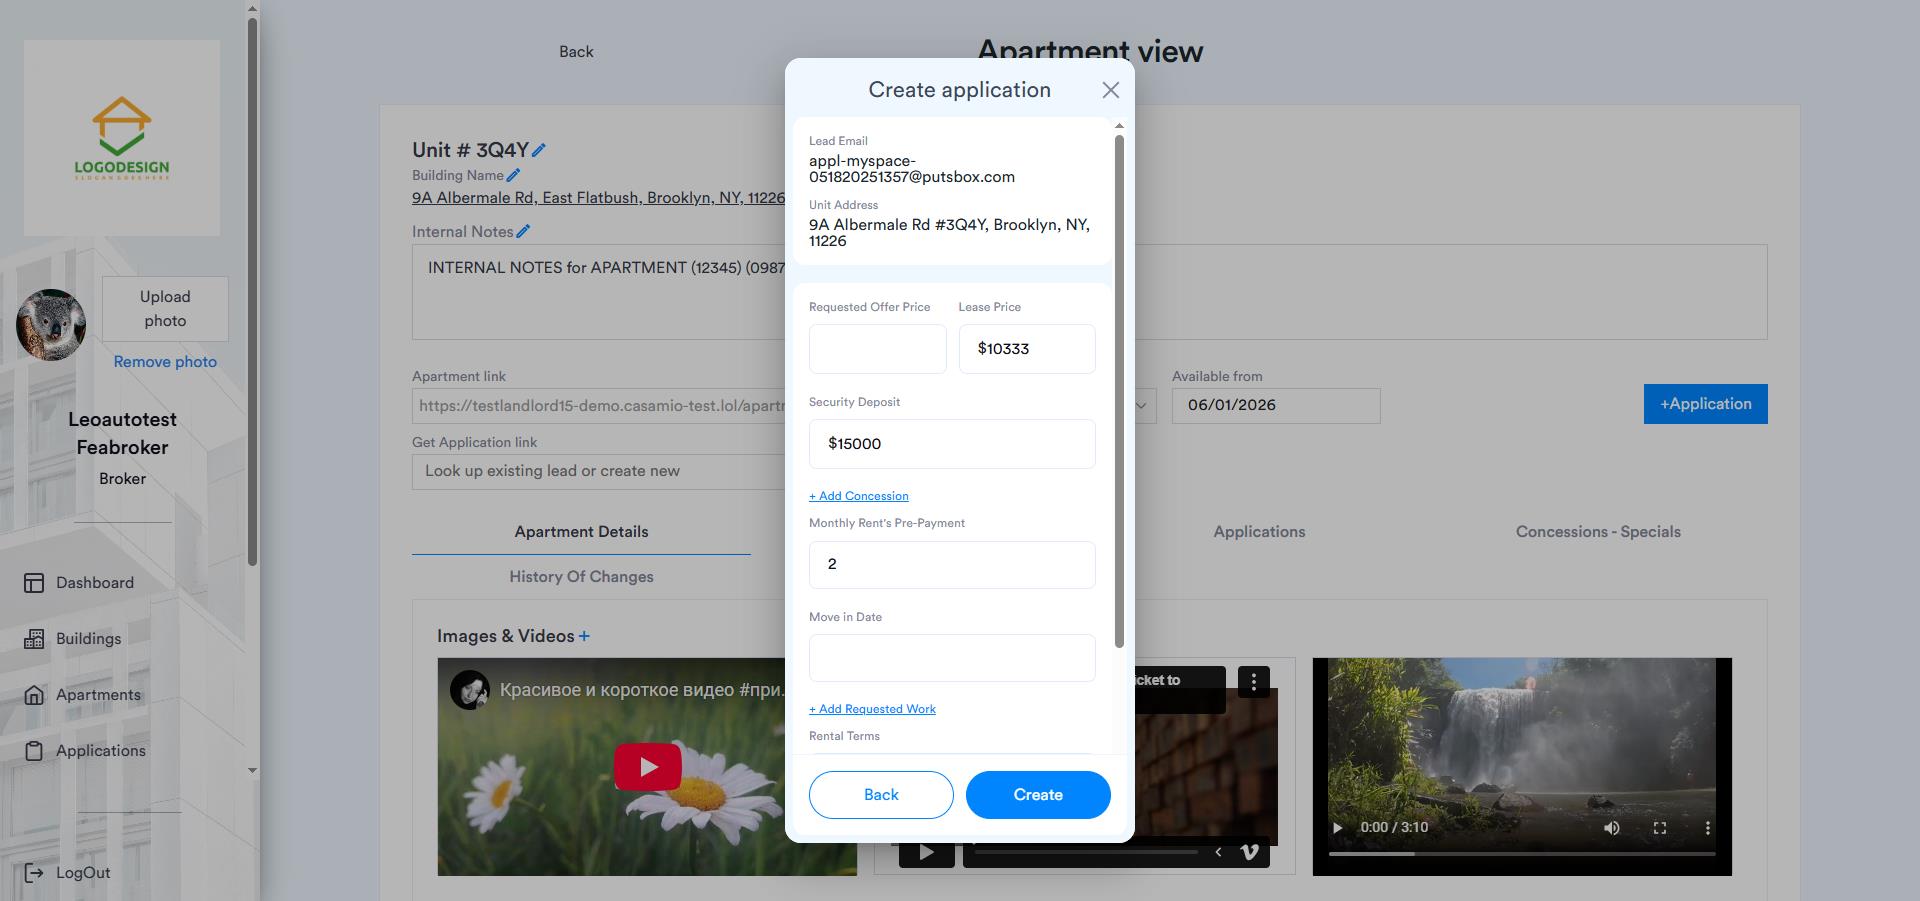 LOGODESIGN
SLOGAN GOES HERE
Upload
photo
Remove photo
Leoautotest
Feabroker
Broker
Dashboard
Buildings
Apartments
Applications
LogOut
Back
Apartment view
Unit # 3Q4Y
Building Name
9A Albermale Rd, East Flatbush, Brooklyn, NY, 11226
Internal Notes
INTERNAL NOTES for APARTMENT (12345) (0987
Apartment link
https://testlandlord15-demo.casamio-test.lol/apartr
Available from
06/01/2026
+Application
Get Application link
Look up existing lead or create new
Apartment Details
Applications
Concessions - Specials
History Of Changes
Images & Videos +
Красивое и короткое видео #при...
icket to
0:00 / 3:10
Create application
Lead Email
appl-myspace-
051820251357@putsbox.com
Unit Address
9A Albermale Rd #3Q4Y, Brooklyn, NY,
11226
Requested Offer Price
Lease Price
$10333
Security Deposit
$15000
+ Add Concession
Monthly Rent's Pre-Payment
2
Move in Date
+ Add Requested Work
Rental Terms
Back
Create